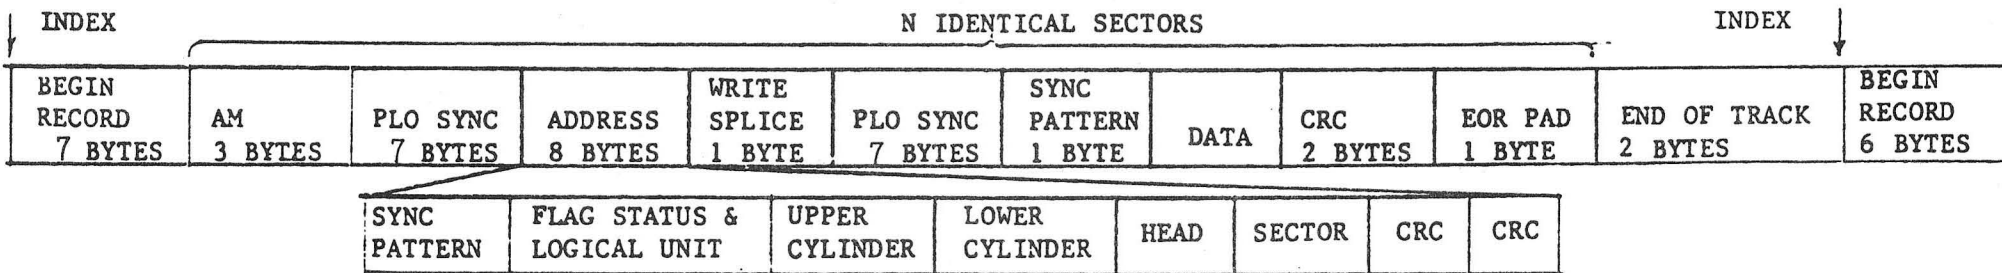 INDEX
N IDENTICAL SECTORS
INDEX
BEGIN
RECORD
7 BYTES
AM
3 BYTES
PLO SYNC
7 BYTES
ADDRESS
8 BYTES
WRITE
SPLICE
1 BYTE
PLO SYNC
7 BYTES
SYNC
PATTERN
1 BYTE
DATA
CRC
2 BYTES
EOR PAD
1 BYTE
END OF TRACK
2 BYTES
BEGIN
RECORD
6 BYTES
SYNC
PATTERN
FLAG STATUS &
LOGICAL UNIT
UPPER
CYLINDER
LOWER
CYLINDER
HEAD
SECTOR
CRC
CRC